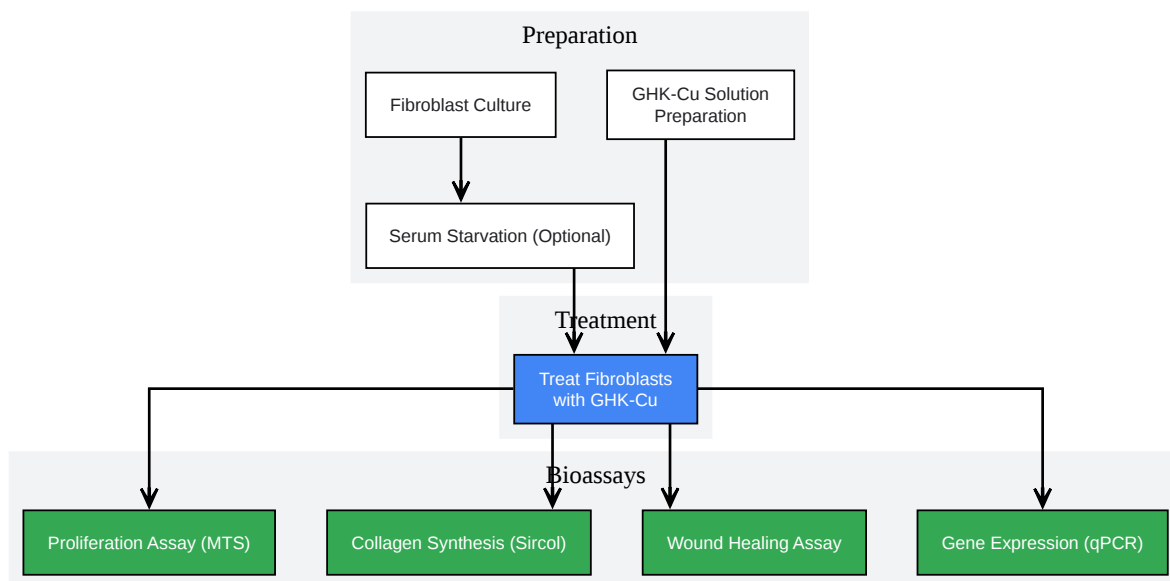 Preparation
Fibroblast Culture
GHK-Cu Solution
Preparation
Serum Starvation (Optional)
Treatment
Treat Fibroblasts
with GHK-Cu
Bioassays
Proliferation Assay (MTS)
Collagen Synthesis (Sircol)
Wound Healing Assay
Gene Expression (qPCR)